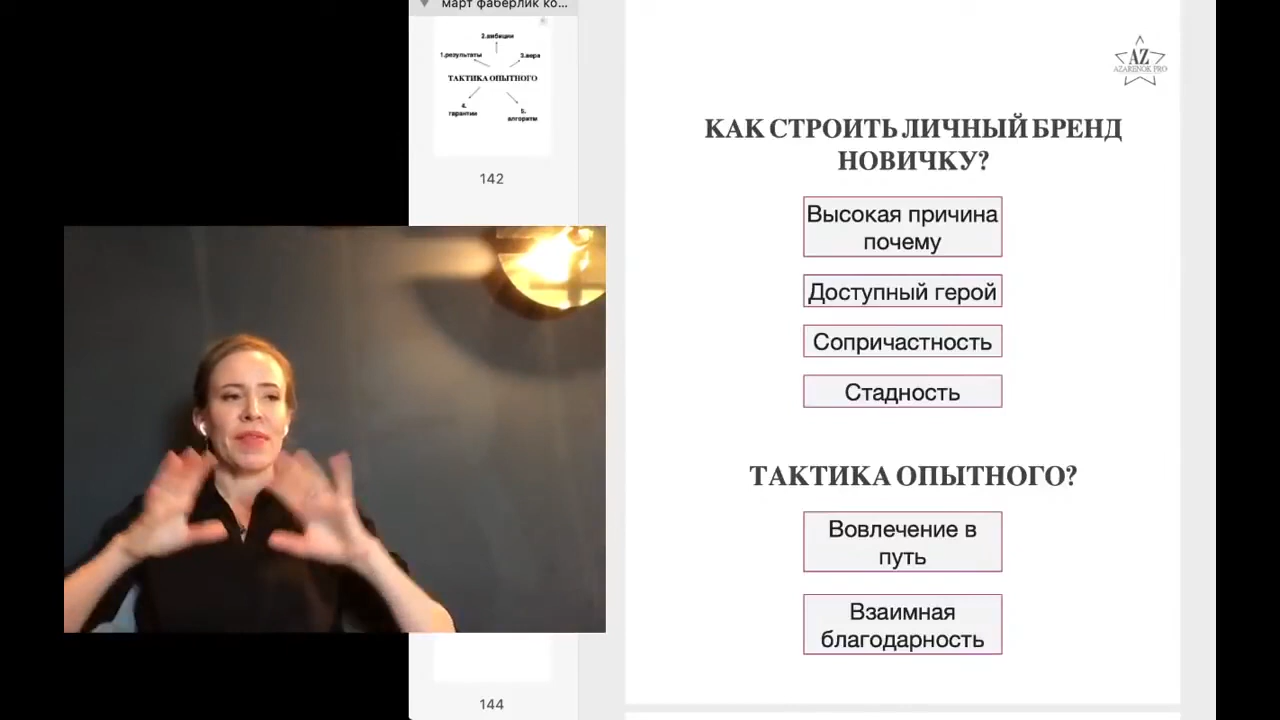 март фаберлик ко...
2.амбиции
1.результаты
3.вера
ТАКТИКА ОПЫТНОГО
4.
гарантии
5.
алгоритм
142
144
AZ
AZARENOK PRO
КАК СТРОИТЬ ЛИЧНЫЙ БРЕНД
НОВИЧКУ?
Высокая причина
почему
Доступный герой
Сопричастность
Стадность
ТАКТИКА ОПЫТНОГО?
Вовлечение в
путь
Взаимная
благодарность